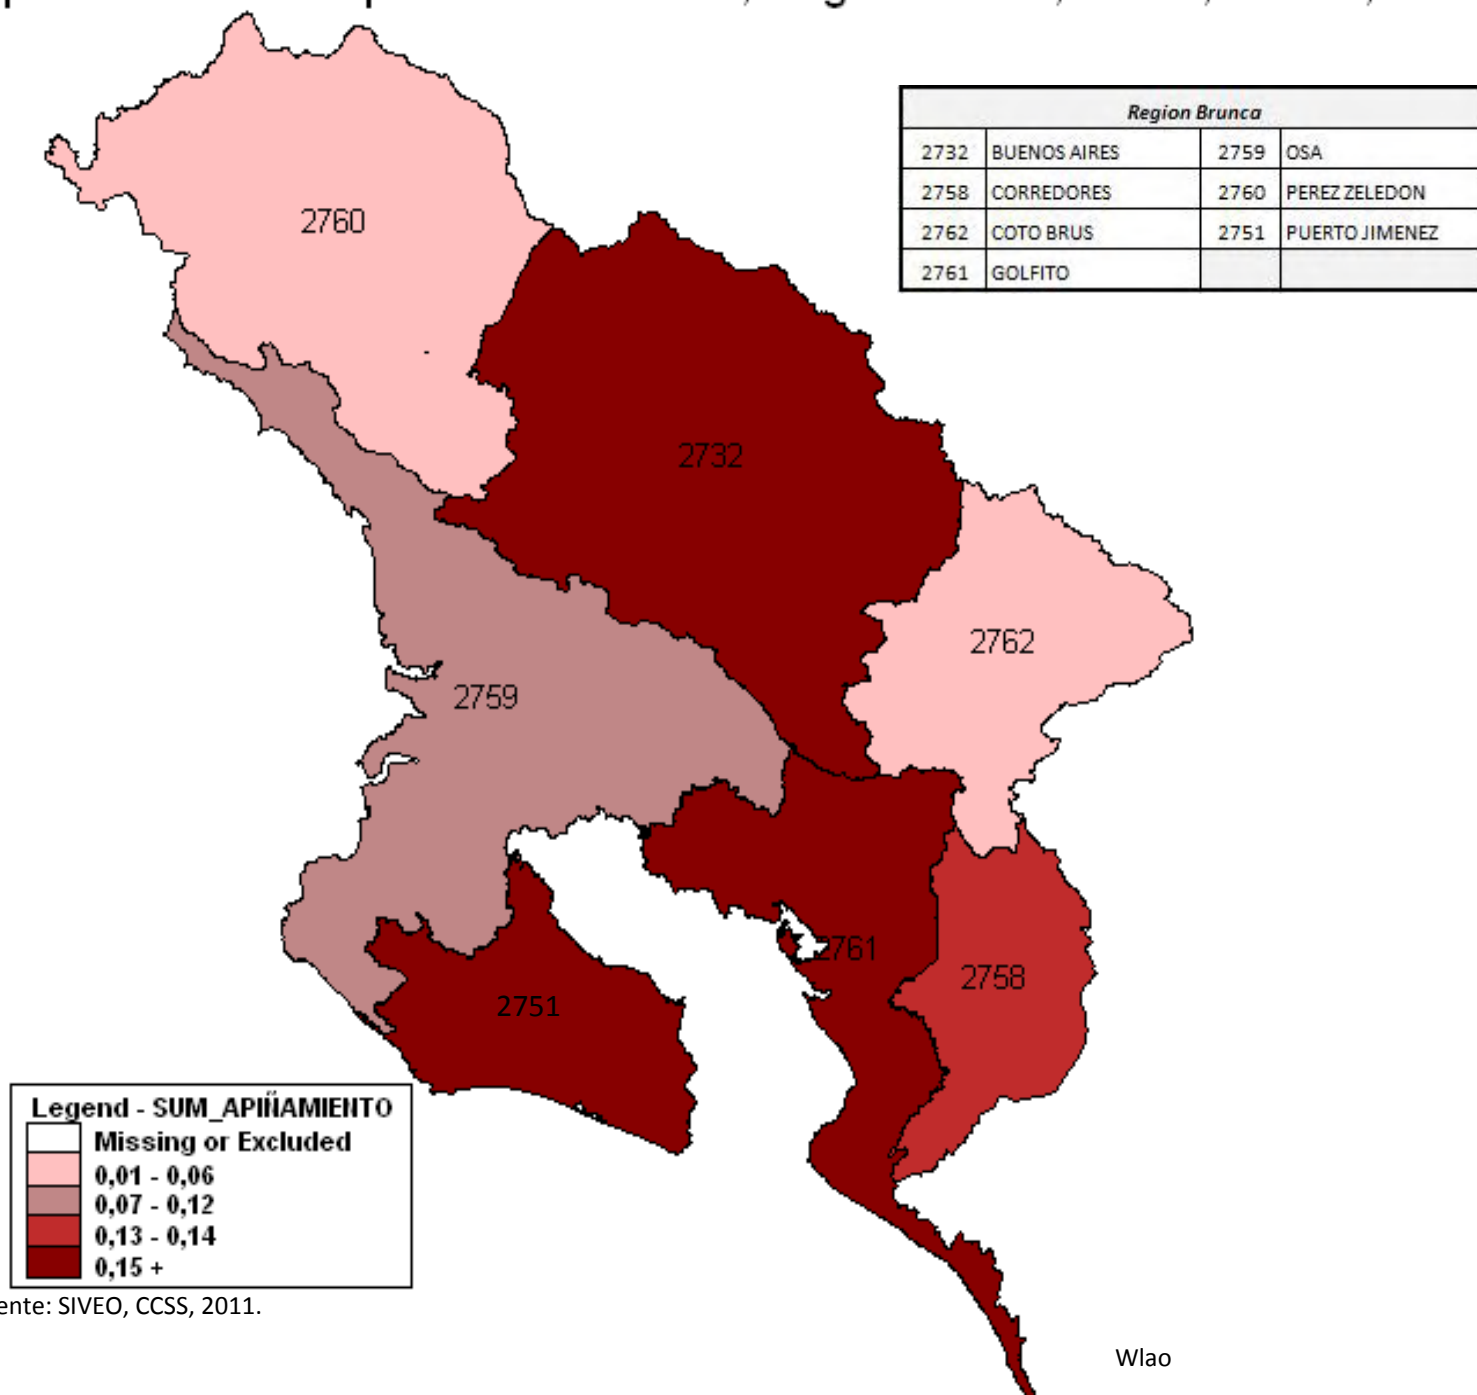 Region Brunca
2732 BUENOS AIRES 2759 OSA
2758 CORREDORES 2760 PEREZ ZELEDON
2762 COTO BRUS 2751 PUERTO JIMENEZ
2761 GOLFITO
2760
2732
2762
2759
2761
2758
2751
Legend - SUM_APIÑAMIENTO
Missing or Excluded
0,01 - 0,06
0,07 - 0,12
0,13 - 0,14
0,15 +
ente: SIVEO, CCSS, 2011.
Wlao